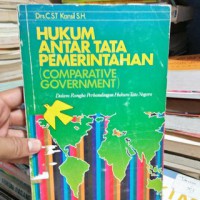 Drs.C.S.T Kansil S.H.
HUKUM
ANTAR TATA
PEMERINTAHAN
(COMPARATIVE
GOVERNMENT)
Dalam Rangka Perbandingan Hukum Tata Negara